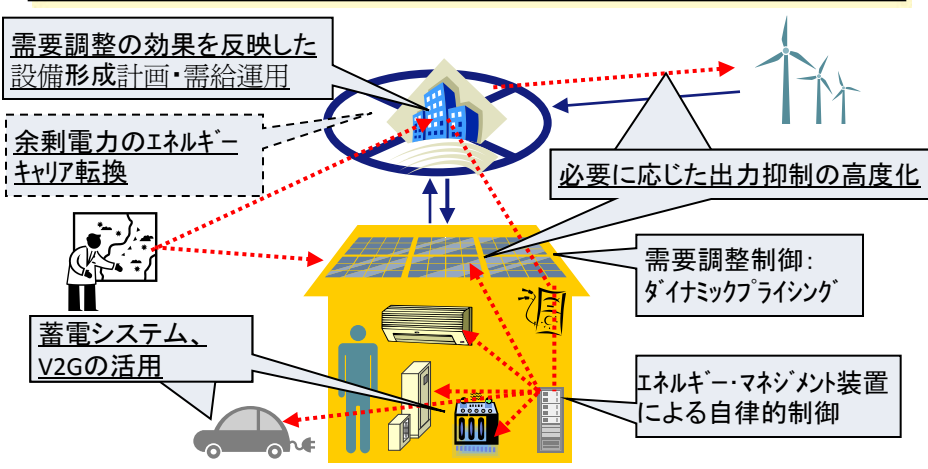 需要調整の効果を反映した
設備形成計画・需給運用
余剰電力のエネルギー
キャリア転換
必要に応じた出力抑制の高度化
需要調整制御：
ダイナミックプライシング
蓄電システム、
V2Gの活用
エネルギー・マネジメント装置
による自律的制御